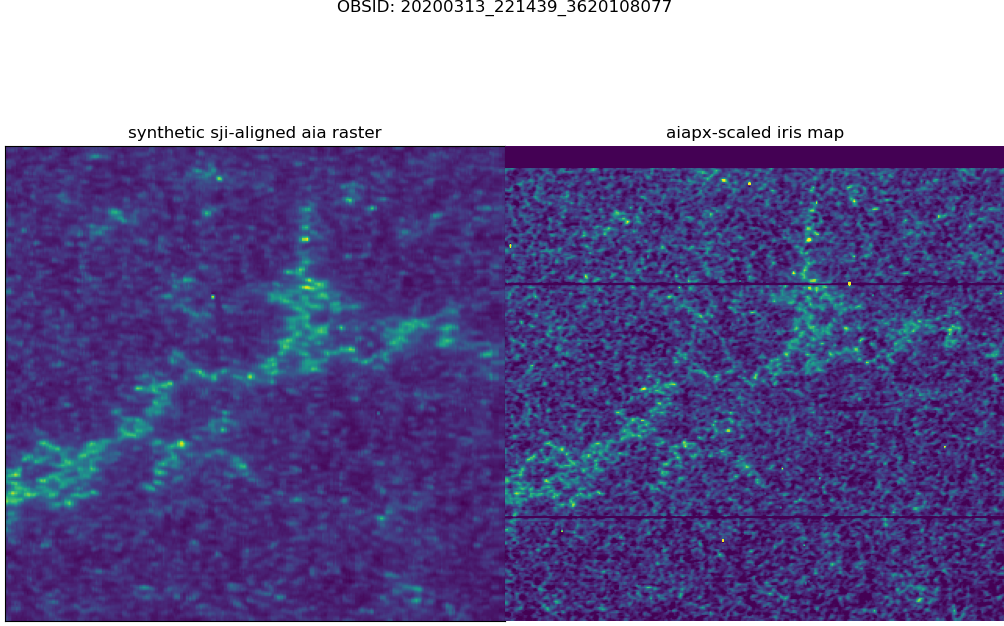 OBSID: 20200313_221439_3620108077
synthetic sji-aligned aia raster
aiapx-scaled iris map